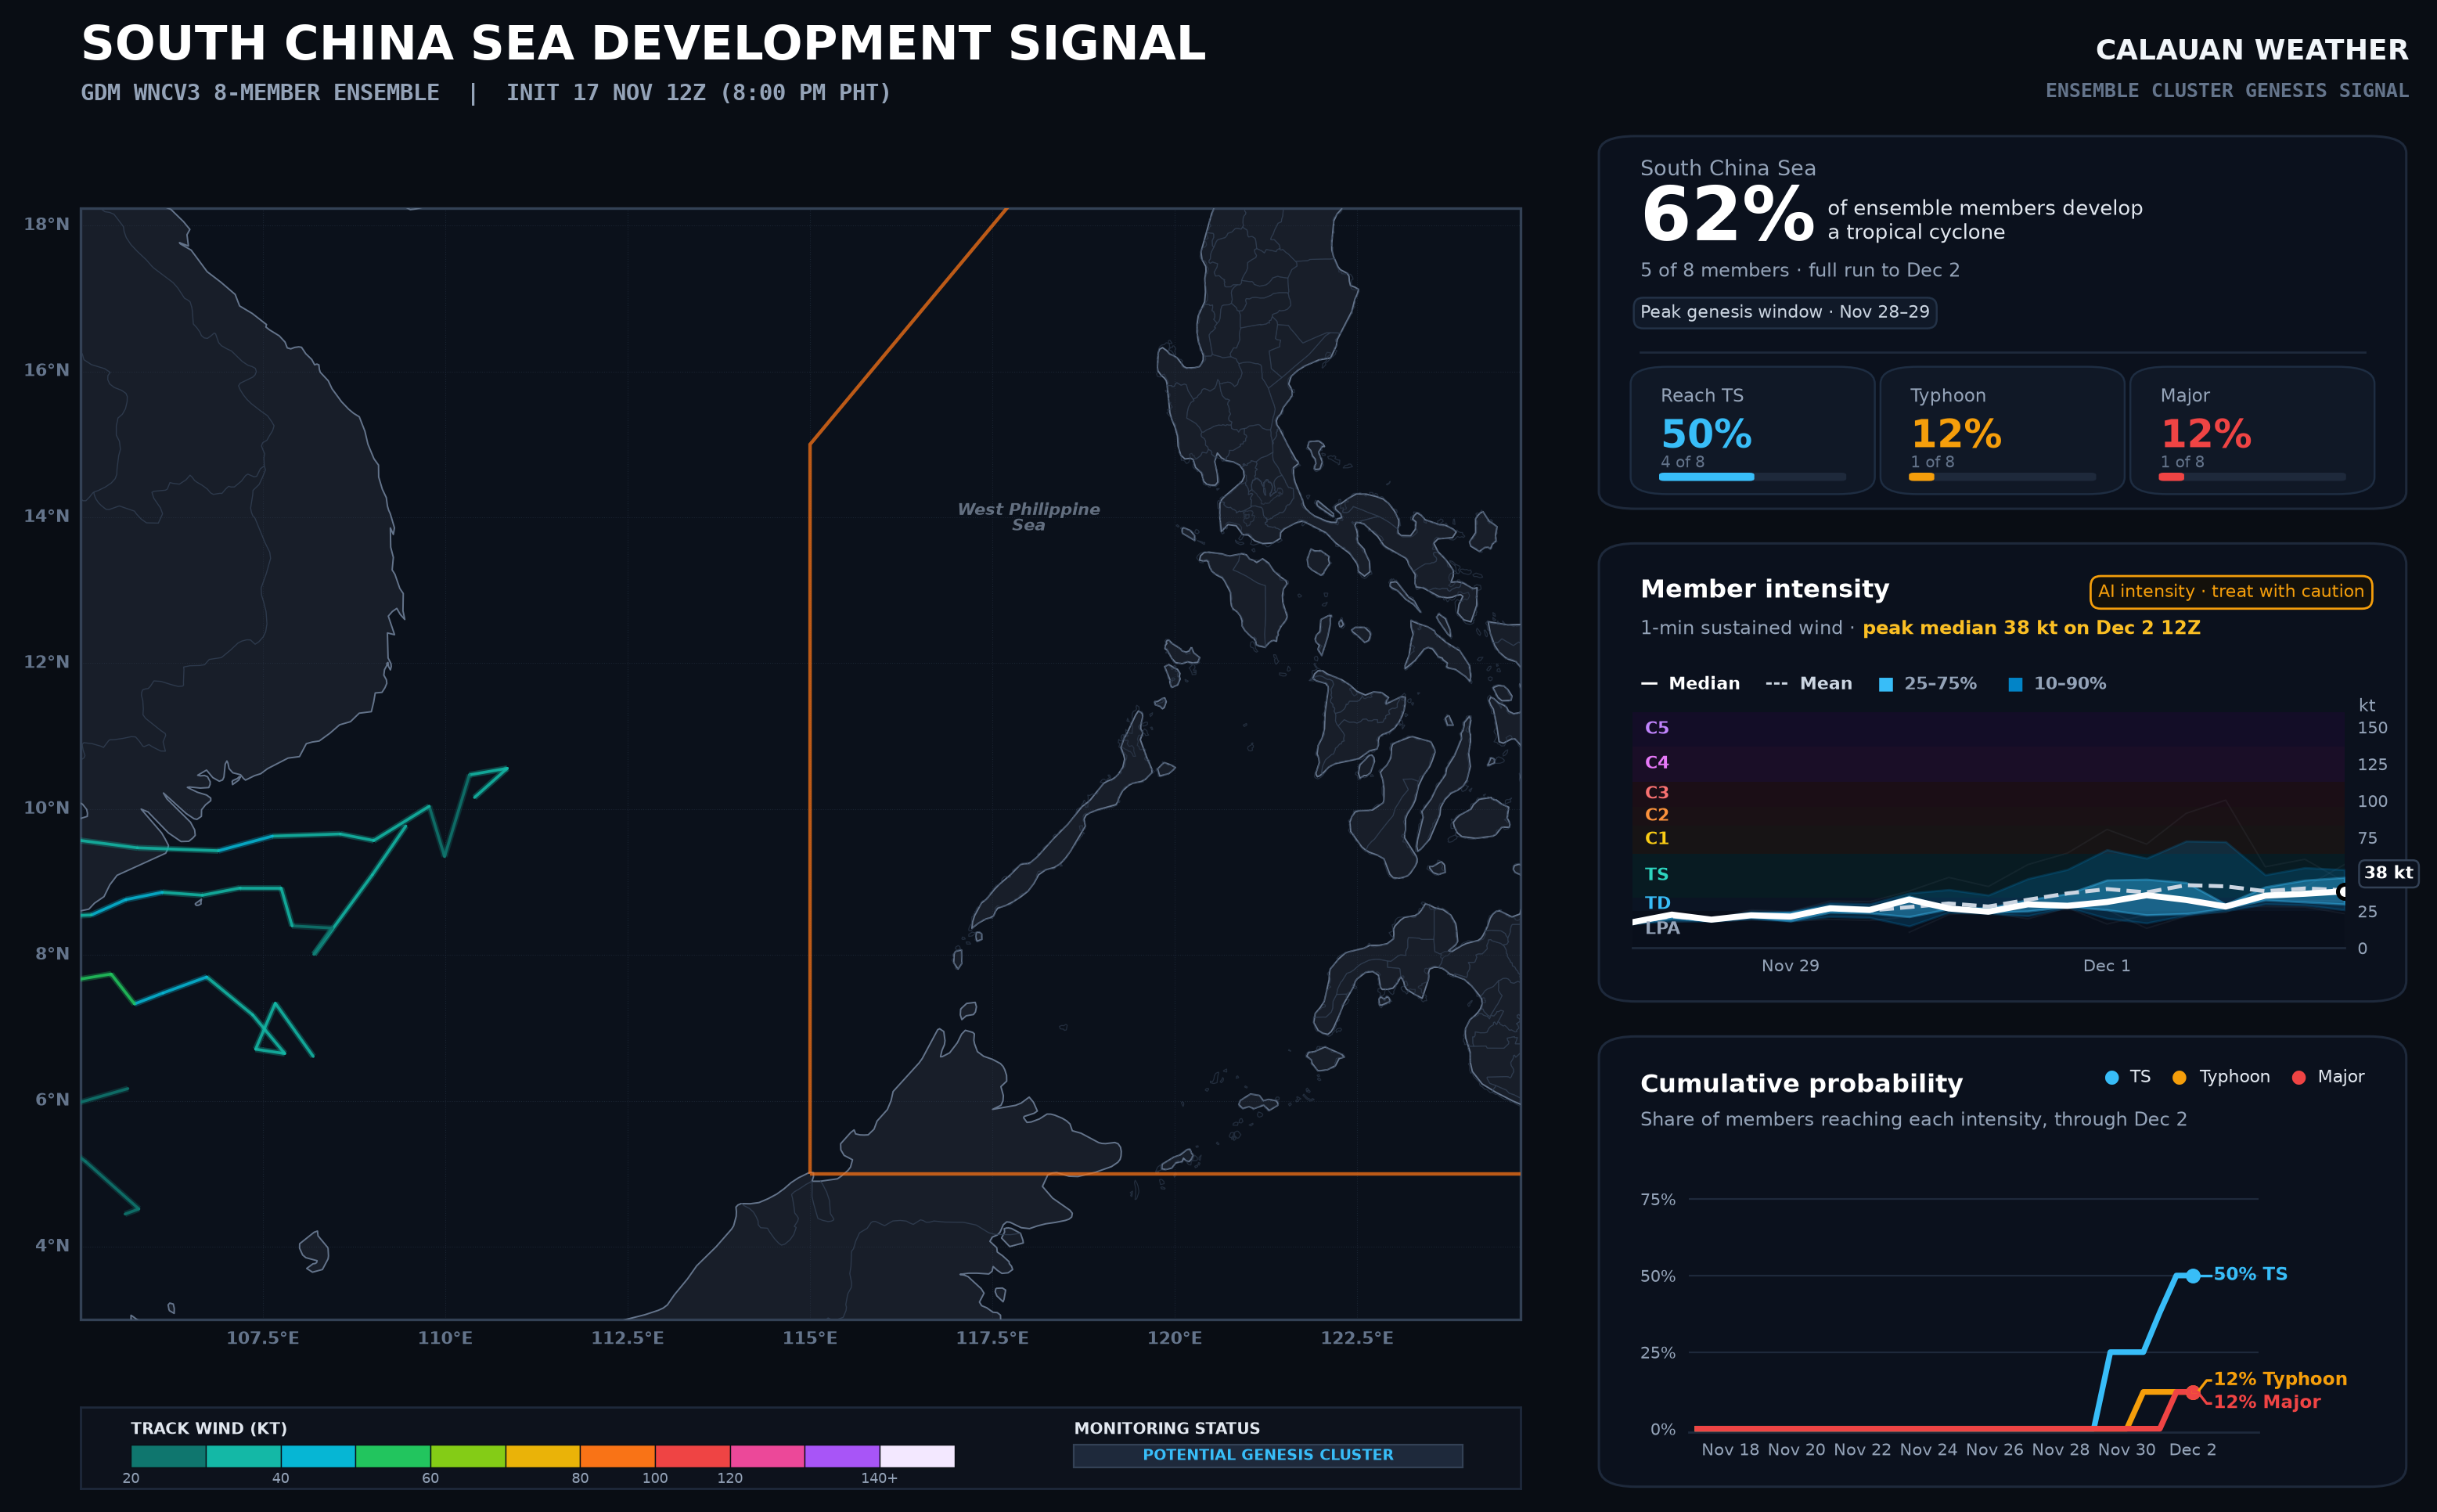 SOUTH CHINA SEA DEVELOPMENT SIGNAL
GDM WNCV3 8-MEMBER ENSEMBLE | INIT 17 NOV 12Z (8:00 PM PHT)
CALAUAN WEATHER
ENSEMBLE CLUSTER GENESIS SIGNAL
18°N
16°N
14°N
12°N
10°N
8°N
6°N
4°N
West Philippine
Sea
107.5°E
110°E
112.5°E
115°E
117.5°E
120°E
122.5°E
TRACK WIND (KT)
20
40
60
80
100
120
140+
MONITORING STATUS
POTENTIAL GENESIS CLUSTER
South China Sea
62%
of ensemble members develop
a tropical cyclone
5 of 8 members · full run to Dec 2
Peak genesis window · Nov 28–29
Reach TS
50%
4 of 8
Typhoon
12%
1 of 8
Major
12%
1 of 8
Member intensity
AI intensity · treat with caution
1-min sustained wind · peak median 38 kt on Dec 2 12Z
Median
Mean
25–75%
10–90%
kt
150
125
100
75
25
0
C5
C4
C3
C2
C1
TS
TD
LPA
38 kt
Nov 29
Dec 1
Cumulative probability
TS
Typhoon
Major
Share of members reaching each intensity, through Dec 2
75%
50%
25%
0%
50% TS
12% Typhoon
12% Major
Nov 18
Nov 20
Nov 22
Nov 24
Nov 26
Nov 28
Nov 30
Dec 2